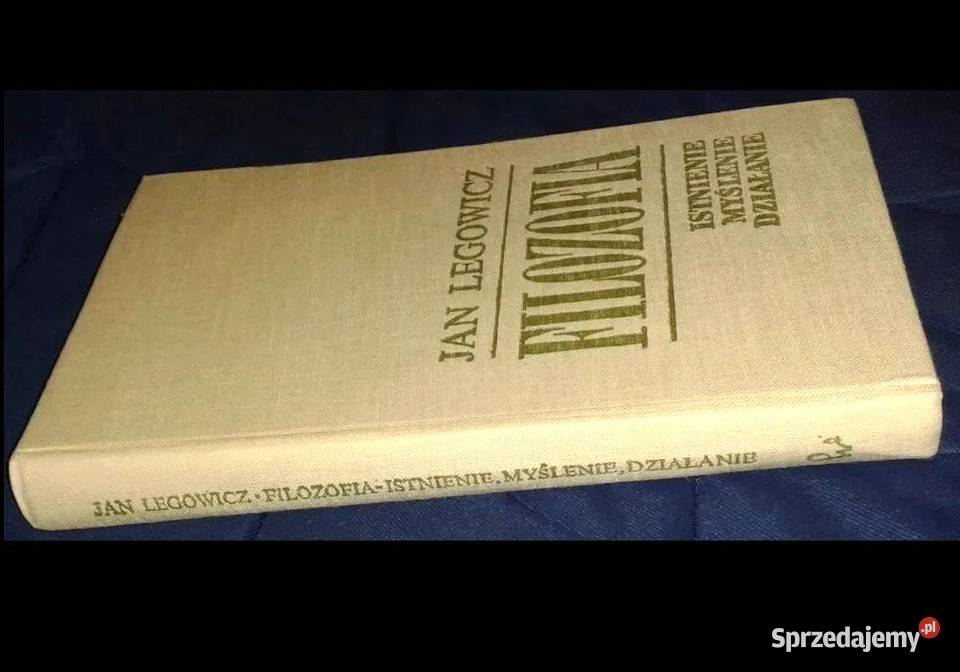 JAN LEGOWICZ
FILOZOFIA
ISTNIENIE
MYŚLENIE
DZIAŁANIE
JAN LEGOWICZ • FILOZOFIA-ISTNIENIE, MYŚLENIE, DZIAŁANIE
Sprzedajemy.pl